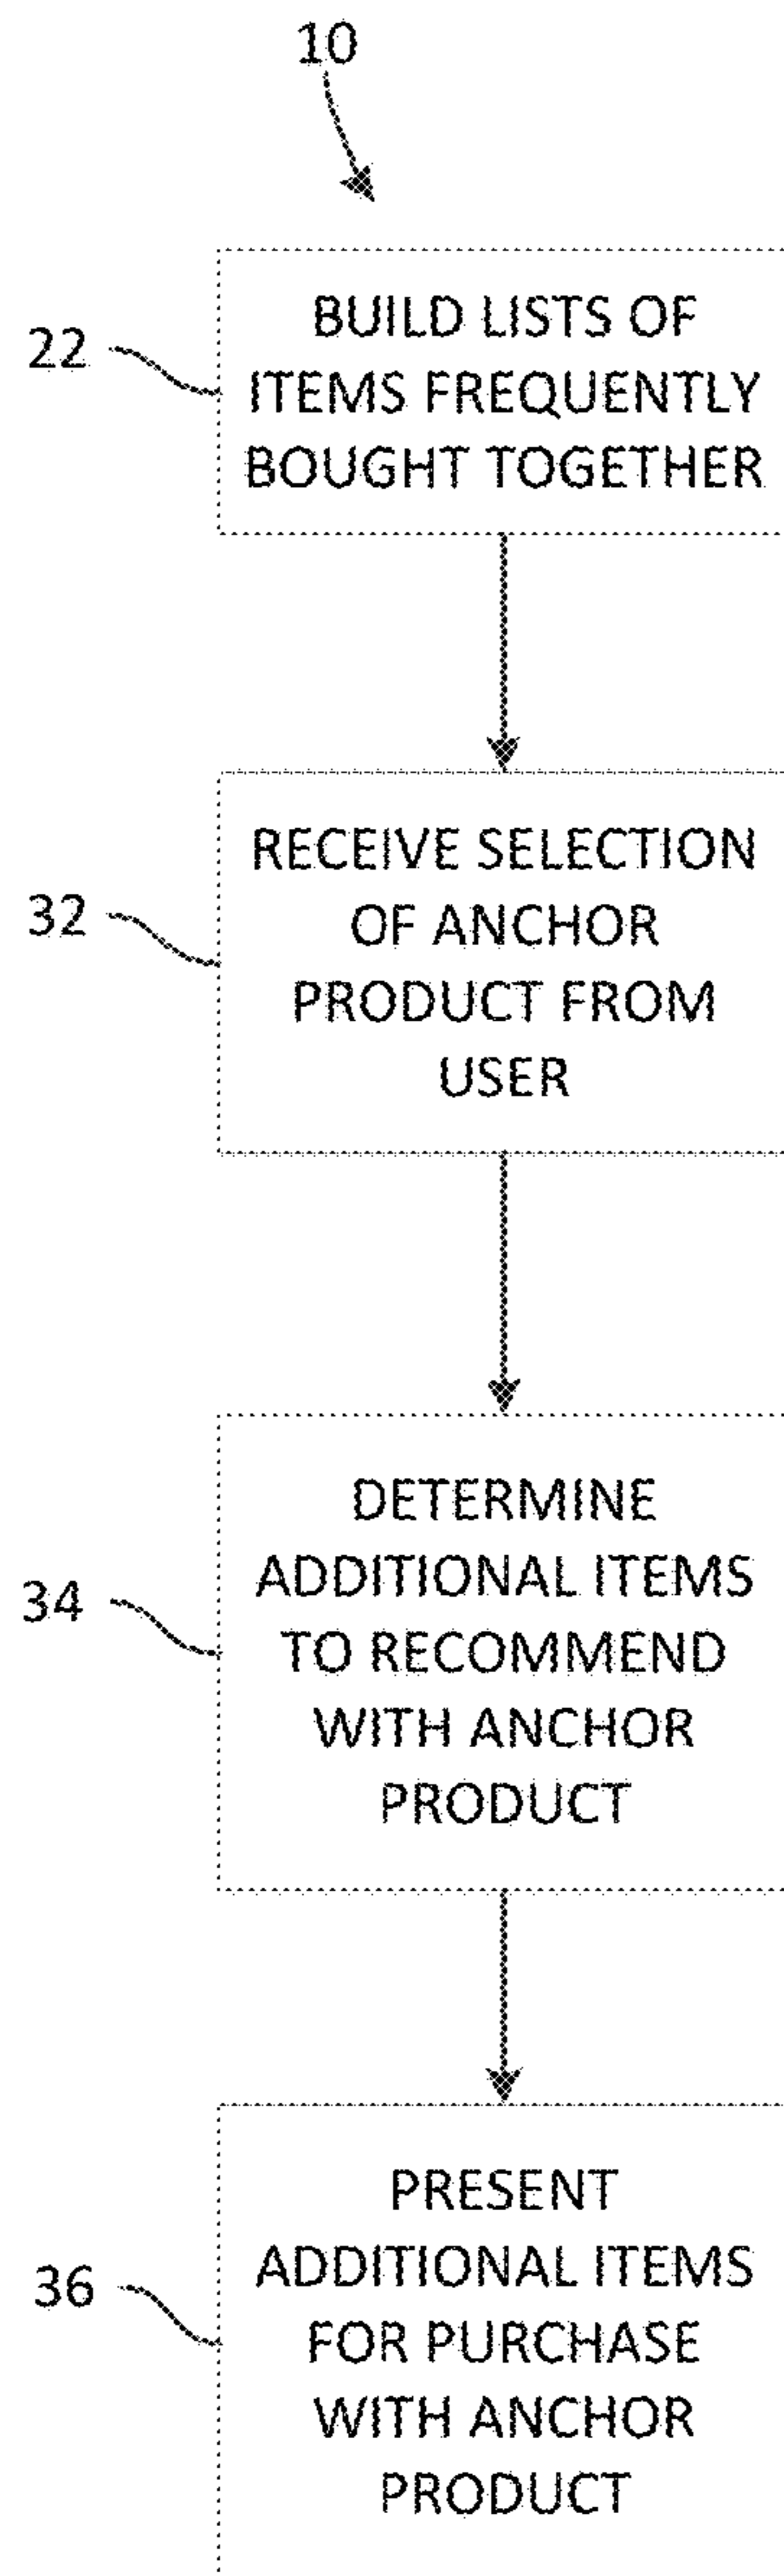 10
22
BUILD LISTS OF
ITEMS FREQUENTLY
BOUGHT TOGETHER
32
RECEIVE SELECTION
OF ANCHOR
PRODUCT FROM
USER
34
DETERMINE
ADDITIONAL ITEMS
TO RECOMMEND
WITH ANCHOR
PRODUCT
36
PRESENT
ADDITIONAL ITEMS
FOR PURCHASE
WITH ANCHOR
PRODUCT